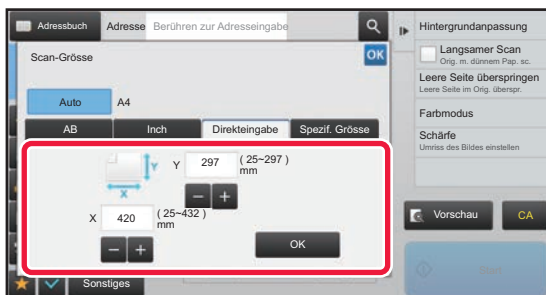 Adressbuch Adresse Berühren zur Adresseingabe
Scan-Grösse OK
Auto A4
AB Inch Direkteingabe Spezif. Grösse
Y
X
Y 297 (25~297)
mm
X 420 (25~432)
mm
OK
Sonstiges
Hintergrundanpassung
Langsamer Scan
Orig. m. dünnem Pap. sc.
Leere Seite überspringen
Leere Seite im Orig. überspr.
Farbmodus
Schärfe
Umriss des Bildes einstellen
Vorschau CA
Start